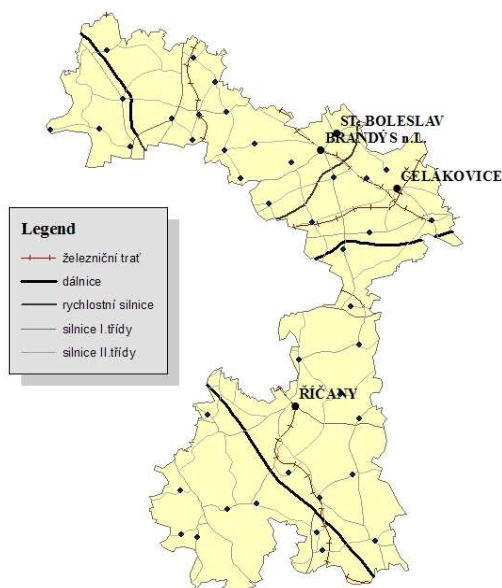 ST. BOLESLAV
BRANDÝS n.L.
ČELÁKOVICE
Legend
železniční trať
dálnice
rychlostní silnice
silnice I.třídy
silnice II.třídy
ŘÍČANY